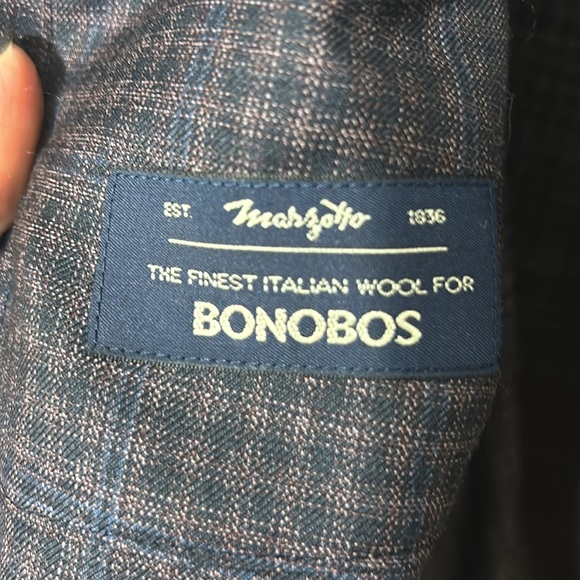 EST. Marzotto 1836
THE FINEST ITALIAN WOOL FOR
BONOBOS